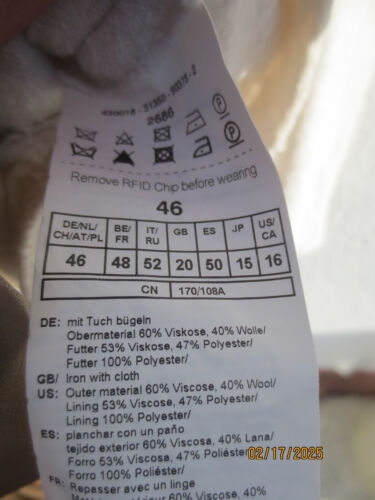 2686
Remove RFID Chip before wearing
46
DE/NL/ CH/AT/PL BE/ FR IT/ RU GB ES JP US/ CA
46 48 52 20 50 15 16
CN 170/108A
DE: mit Tuch bügeln
Obermaterial 60% Viskose, 40% Wolle/
Futter 53% Viskose, 47% Polyester/
Futter 100% Polyester/
GB/ Iron with cloth
US: Outer material 60% Viscose, 40% Wool/
Lining 53% Viscose, 47% Polyester/
Lining 100% Polyester/
ES: planchar con un paño
tejido exterior 60% Viscosa, 40% Lana/
Forro 53% Viscosa, 47% Poliéster/
Forro 100% Poliéster/
02/17/2025
FR: Repasser avec un linge